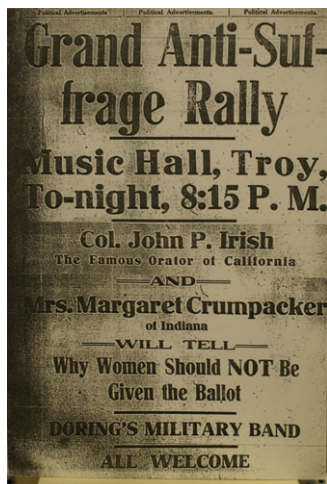 Political Advertisements. Political Advertisements. Political Advertisements.
Grand Anti-Suf-
frage Rally
Music Hall, Troy,
To-night, 8:15 P. M.
Col. John P. Irish
The Famous Orator of California
AND
Mrs. Margaret Crumpacker
of Indiana
WILL TELL
Why Women Should NOT Be
Given the Ballot
DORING'S MILITARY BAND
ALL WELCOME